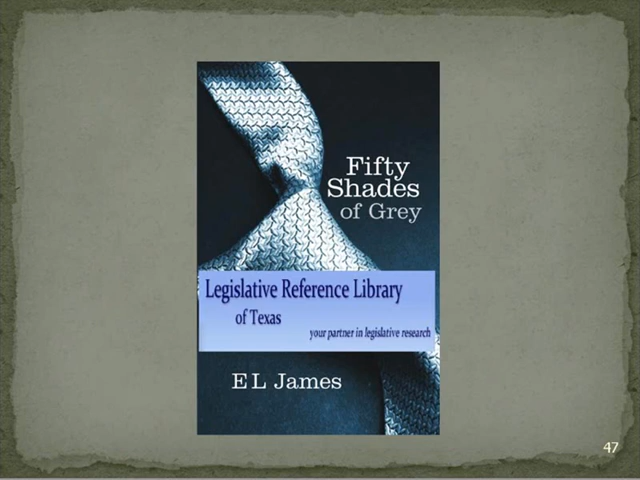 Fifty
Shades
of Grey
Legislative Reference Library
of Texas
your partner in legislative research
E L James
47